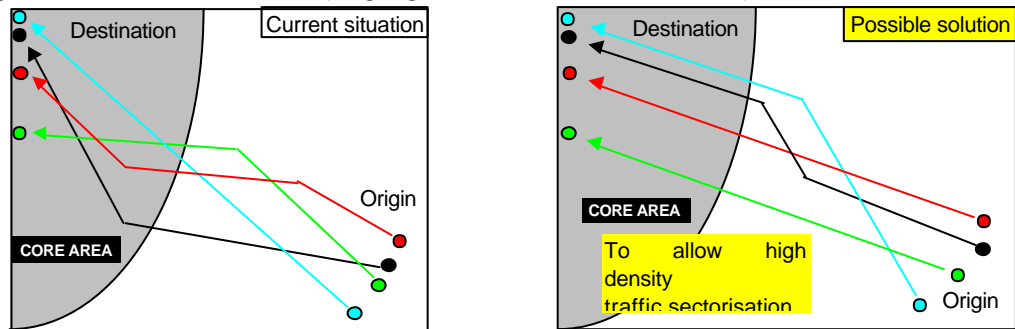 Destination
Current situation
Origin
CORE AREA
Destination
Possible solution
CORE AREA
To allow high
density
traffic sectorisation
Origin